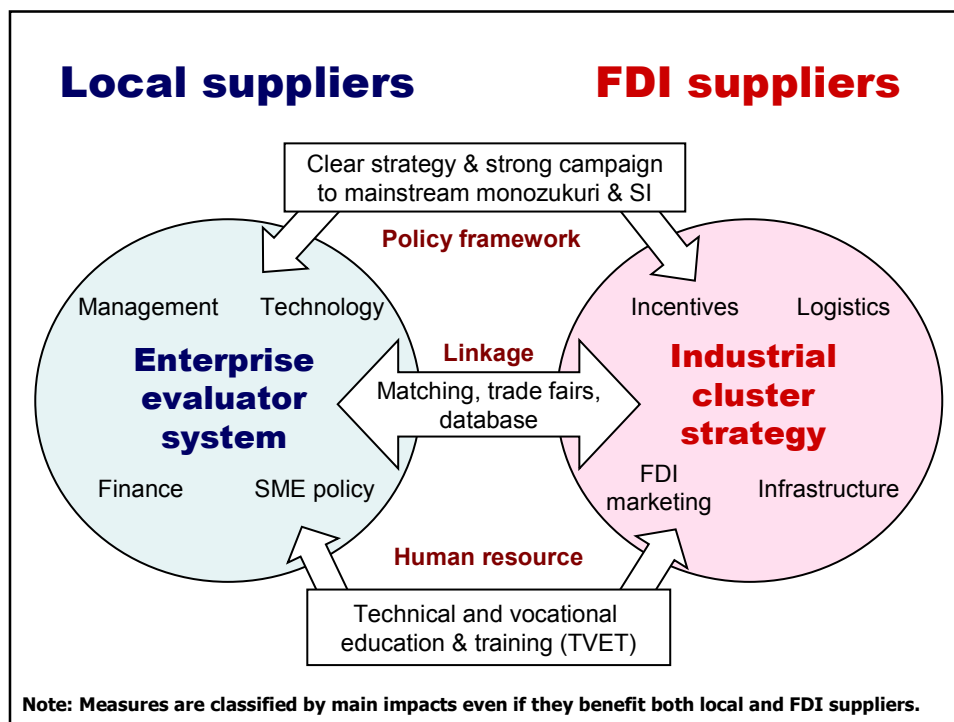 Local suppliers
FDI suppliers
Clear strategy & strong campaign
to mainstream monozukuri & SI
Policy framework
Management
Technology
Incentives
Logistics
Enterprise
evaluator
system
Linkage
Matching, trade fairs,
database
Industrial
cluster
strategy
Finance
SME policy
FDI
marketing
Infrastructure
Human resource
Technical and vocational
education & training (TVET)
Note: Measures are classified by main impacts even if they benefit both local and FDI suppliers.